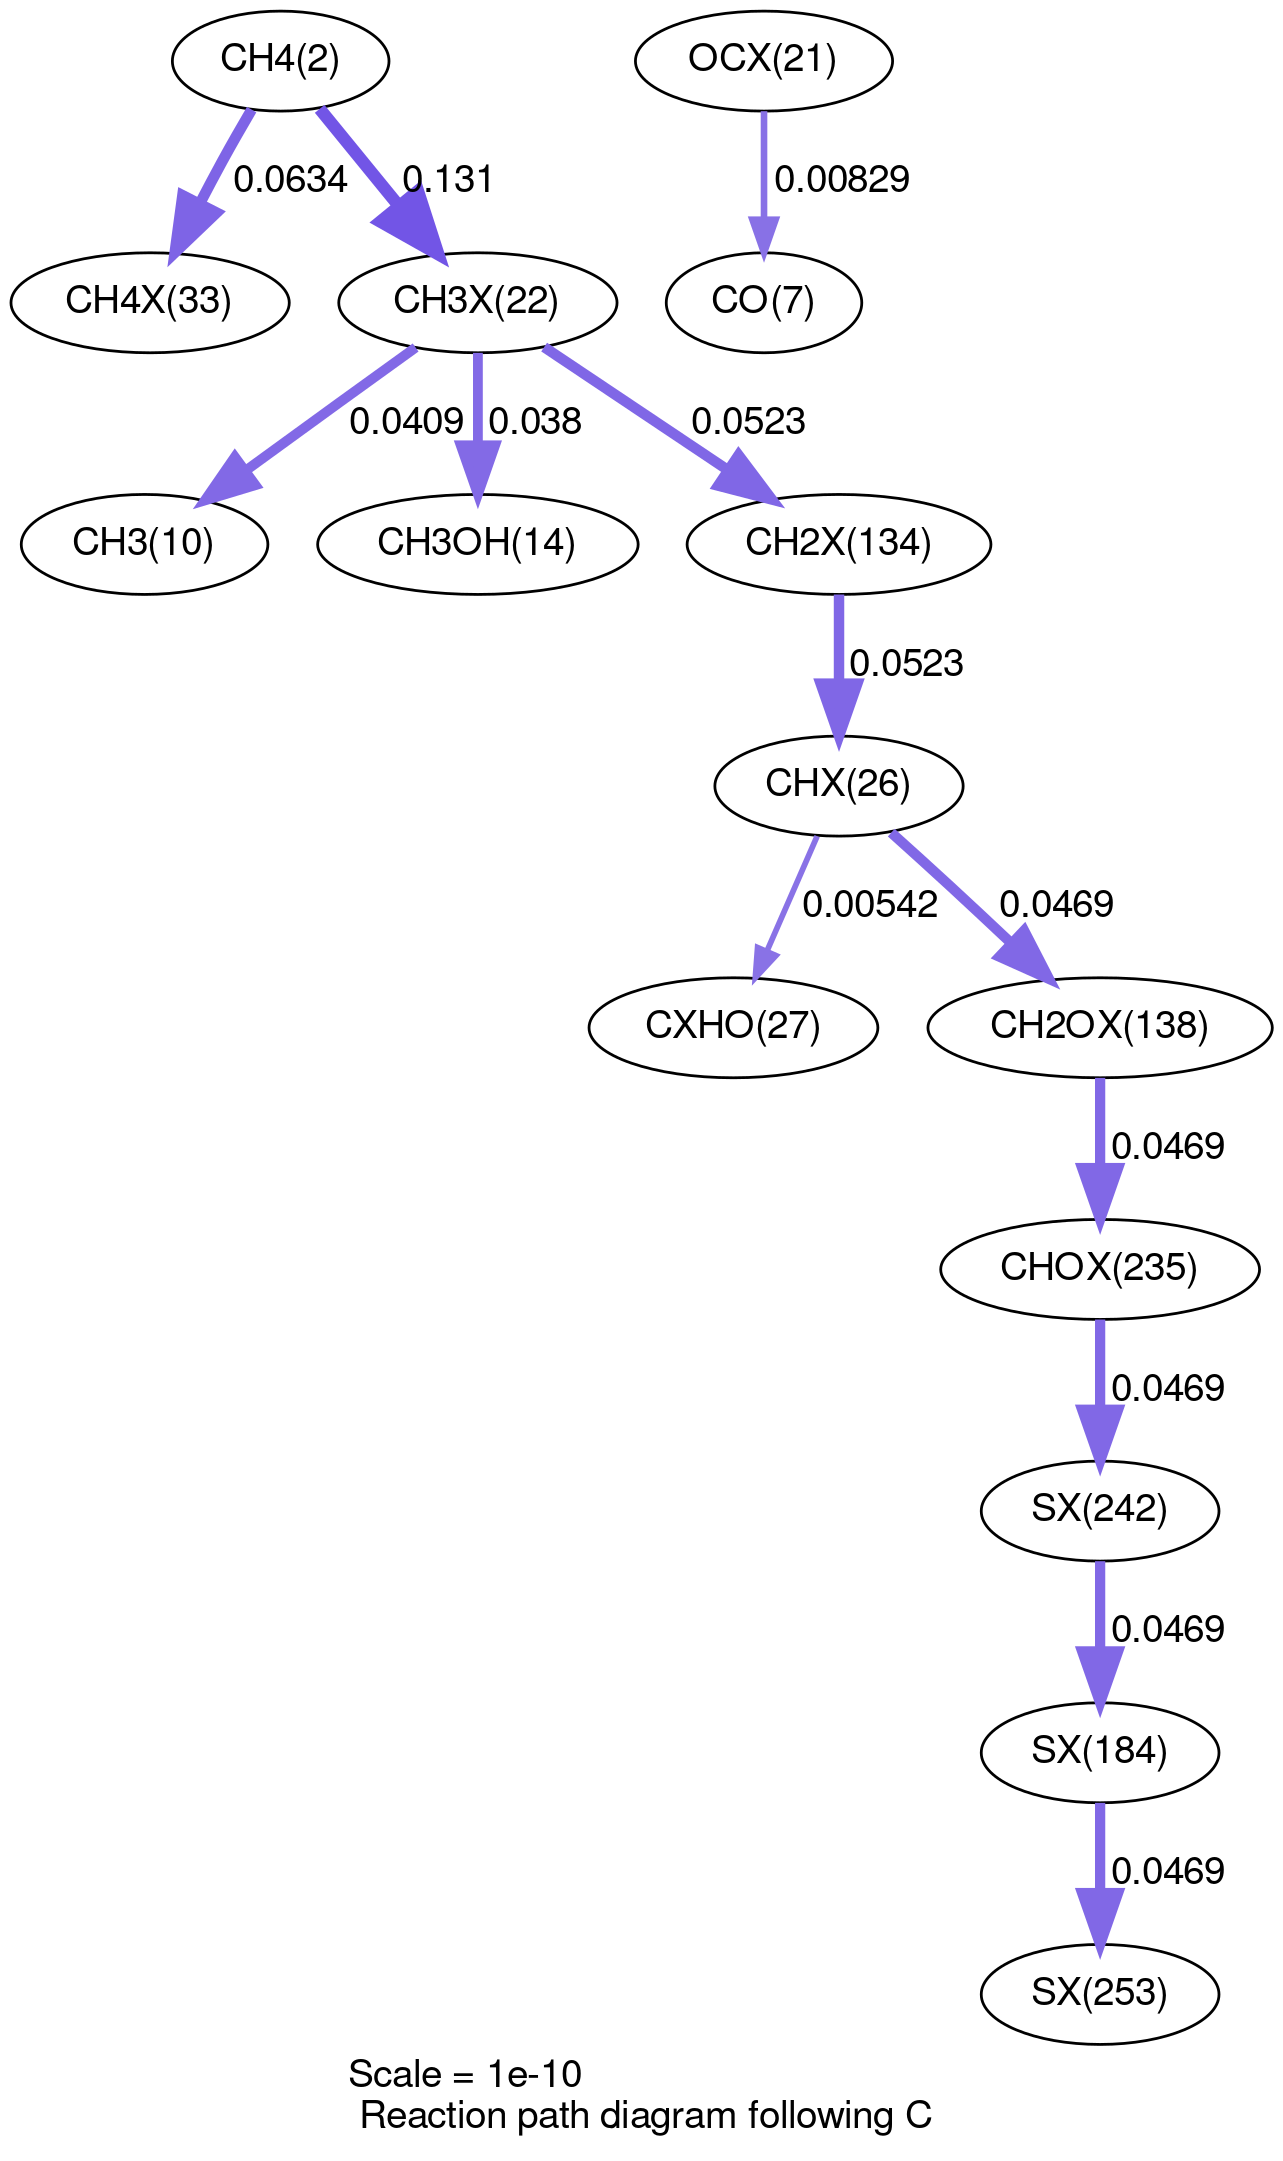 CH4(2)
OCX(21)
0.0634
0.131
0.00829
CH4X(33)
CH3X(22)
CO(7)
0.0409
0.038
0.0523
CH3(10)
CH3OH(14)
CH2X(134)
0.0523
CHX(26)
0.00542
0.0469
CXHO(27)
CH2OX(138)
0.0469
CHOX(235)
0.0469
SX(242)
0.0469
SX(184)
0.0469
SX(253)
Scale = 1e-10
Reaction path diagram following C